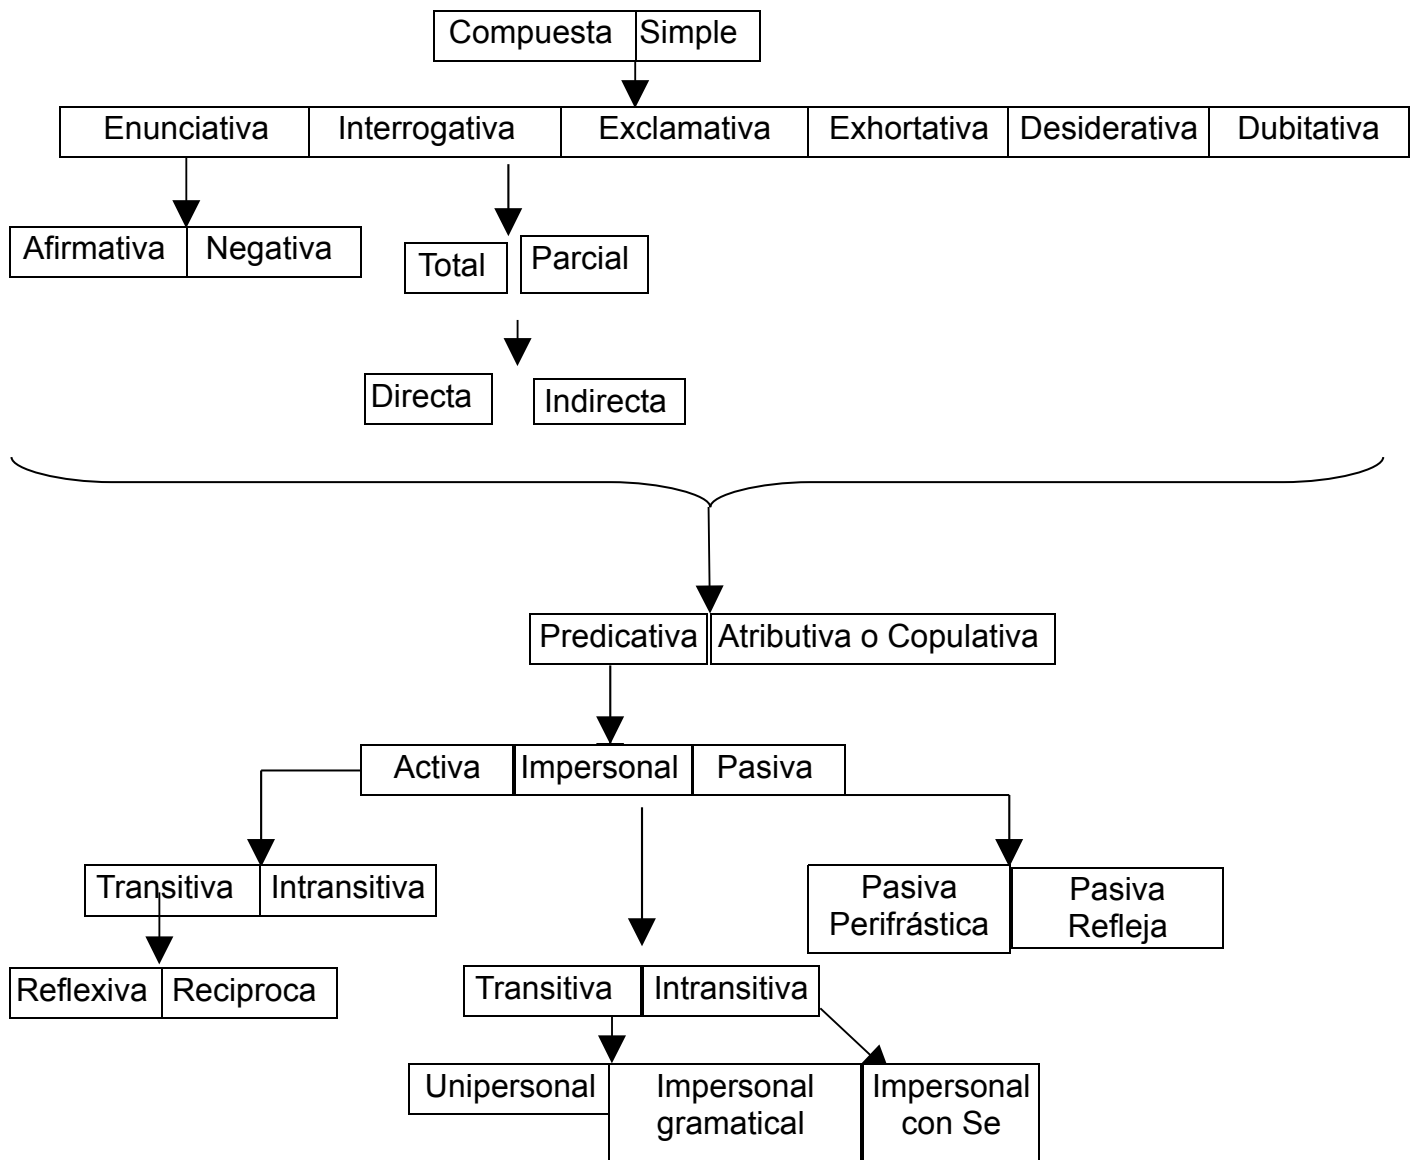 Compuesta Simple
Enunciativa Interrogativa Exclamativa Exhortativa Desiderativa Dubitativa
Afirmativa Negativa Total Parcial
Directa Indirecta
Predicativa Atributiva o Copulativa
Activa Impersonal Pasiva
Transitiva Intransitiva
Pasiva
Perifrástica
Pasiva
Refleja
Reflexiva Reciproca
Transitiva Intransitiva
Unipersonal
Impersonal
gramatical
Impersonal
con Se